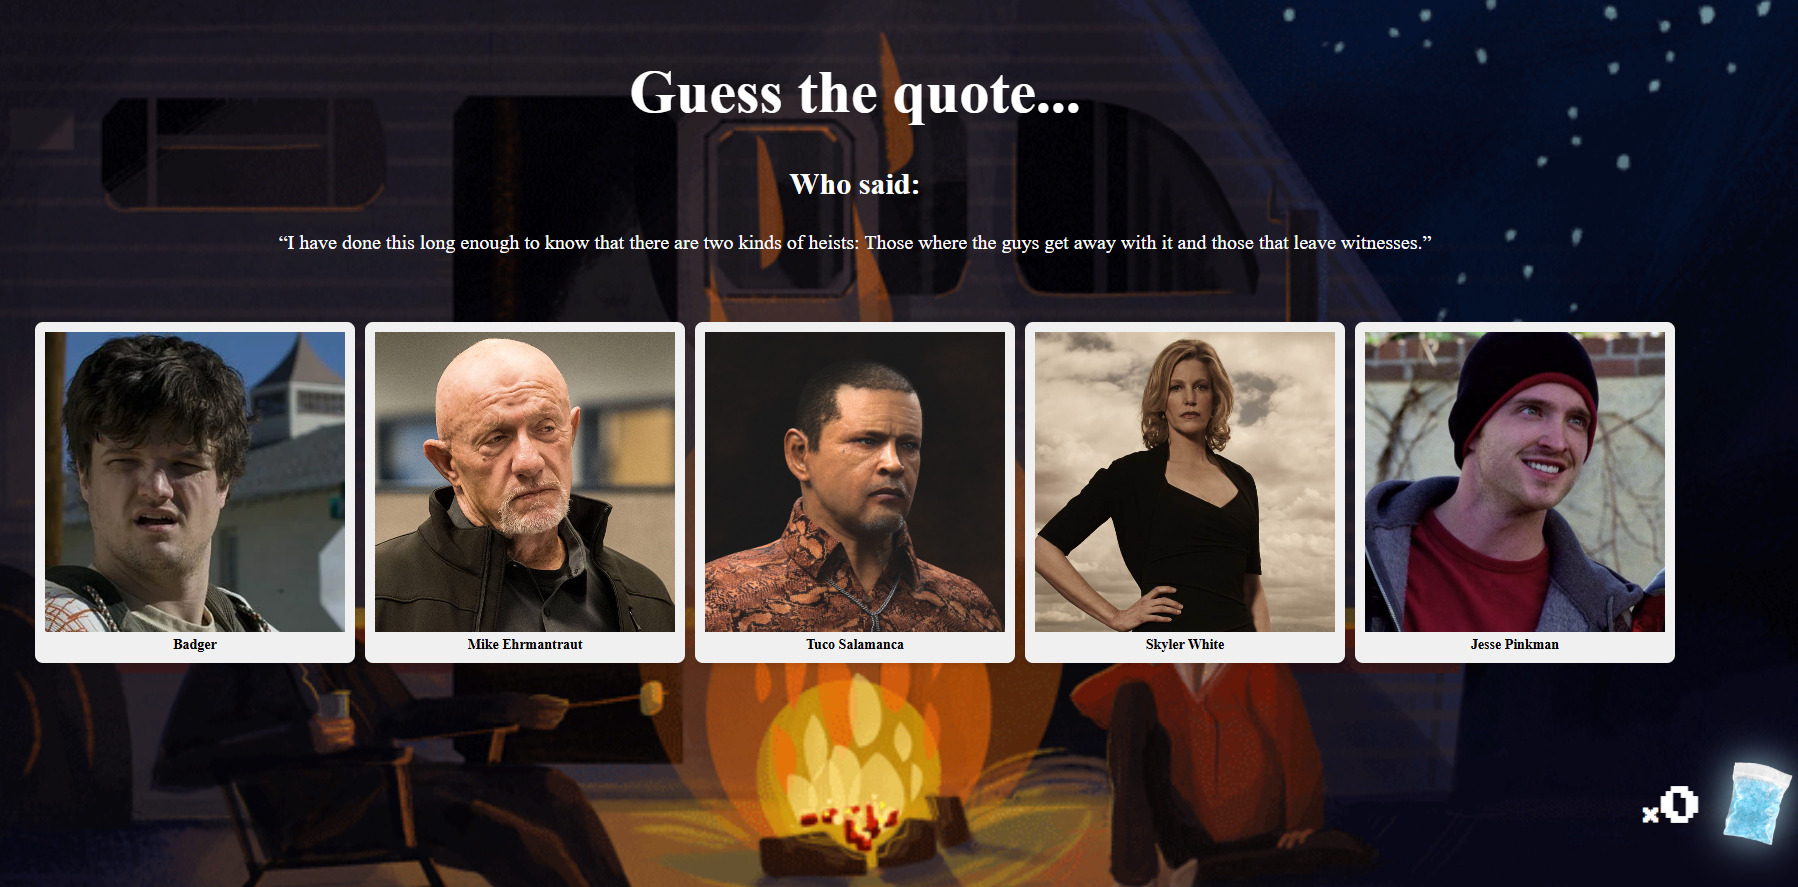 Guess the quote...
Who said:
“I have done this long enough to know that there are two kinds of heists: Those where the guys get away with it and those that leave witnesses.”
Badger
Mike Ehrmantraut
Tuco Salamanca
Skyler White
Jesse Pinkman
x0